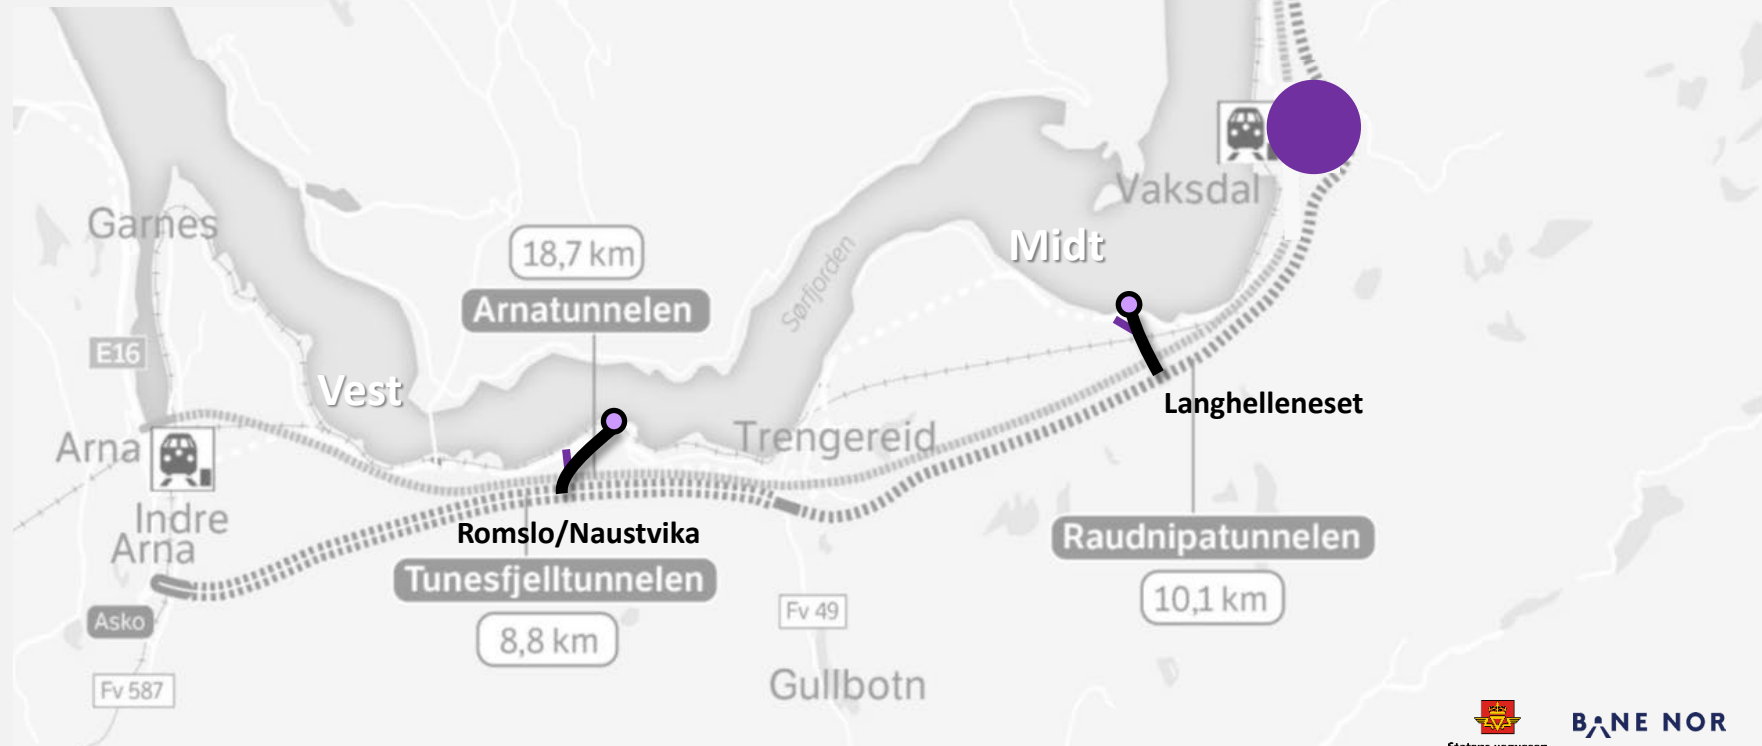 Garnes
18,7 km
Arnatunnelen
E16
Vest
Arna
Indre
Arna
Asko
Fv 587
Romslo/Naustvika
Tunesfjelltunnelen
8,8 km
Sørfjorden
Trengereid
Fv 49
Gullbotn
Midt
Vaksdal
Langhelleneset
Raudnipatunnelen
10,1 km
BANE NOR